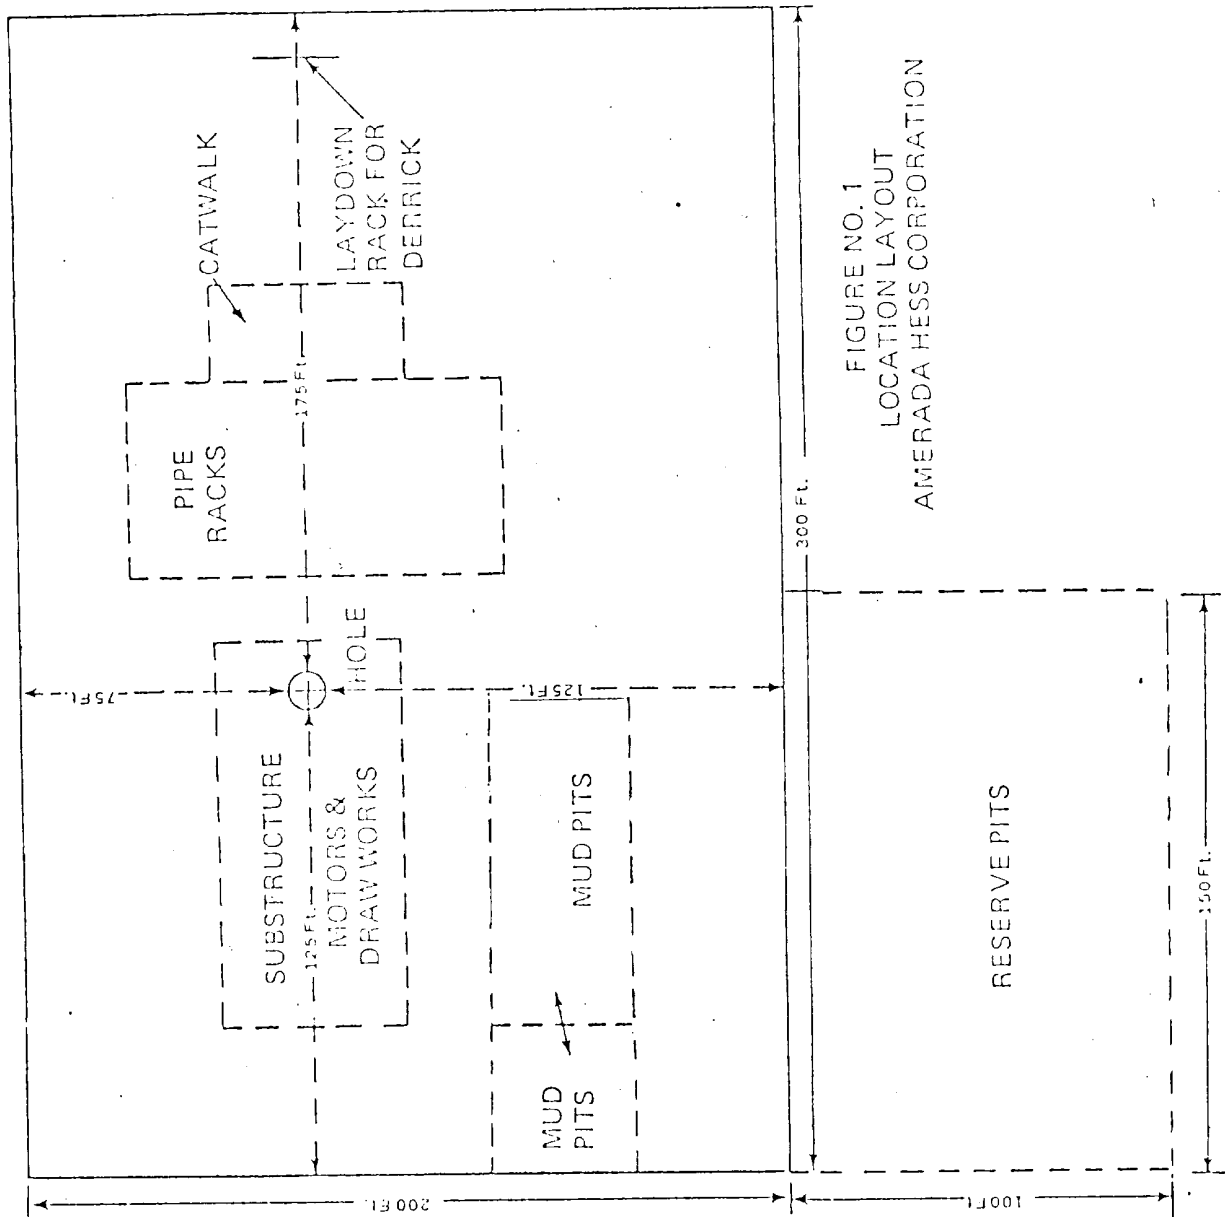 CATWALK
LAYDOWN
RACK FOR
DERRICK
PIPE
RACKS
175 Ft.
HOLE
75 Ft.
125 Ft.
SUBSTRUCTURE
MOTORS &
DRAW WORKS
125 Ft.
MUD PITS
MUD
PITS
200 Ft.
300 Ft.
RESERVE PITS
150 Ft.
100 Ft.
FIGURE NO. 1
LOCATION LAYOUT
AMERADA HESS CORPORATION